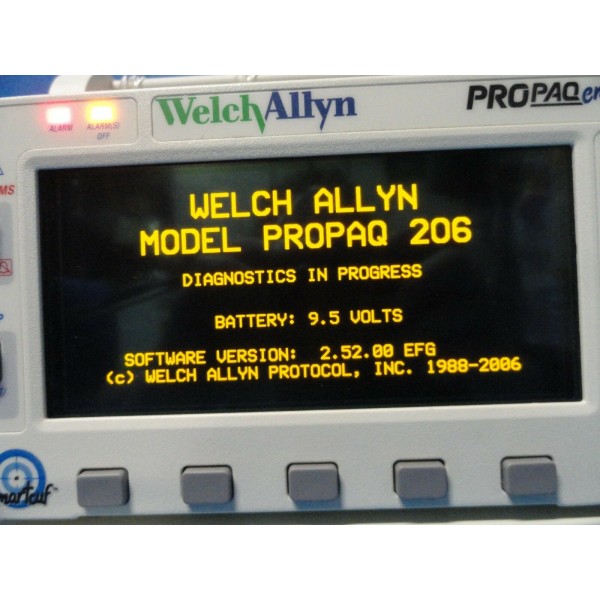 ALARM
ALARM(S)
OFF
WelchAllyn
PROPAQ
WELCH ALLYN
MODEL PROPAQ 206
DIAGNOSTICS IN PROGRESS
BATTERY: 9.5 VOLTS
SOFTWARE VERSION: 2.52.00 EFG
(c) WELCH ALLYN PROTOCOL, INC. 1988-2006